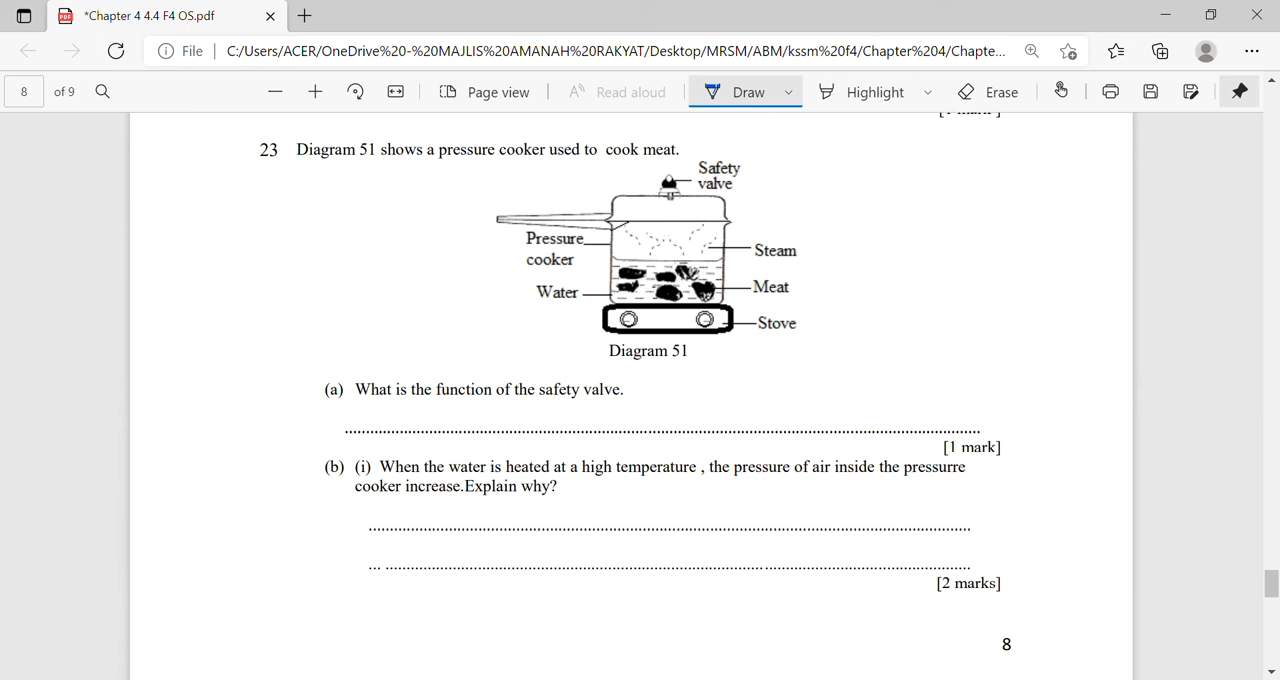 *Chapter 4 4.4 F4 OS.pdf
File
C:/Users/ACER/OneDrive%20-%20MAJLIS%20AMANAH%20RAKYAT/Desktop/MRSM/ABM/kssm%20f4/Chapter%204/Chapte...
8
of 9
Page view
Read aloud
Draw
Highlight
Erase
23 Diagram 51 shows a pressure cooker used to cook meat.
Safety
valve
Pressure
cooker
Steam
Meat
Water
Stove
Diagram 51
(a) What is the function of the safety valve.
[1 mark]
(b) (i) When the water is heated at a high temperature , the pressure of air inside the pressurre
cooker increase.Explain why?
[2 marks]
8